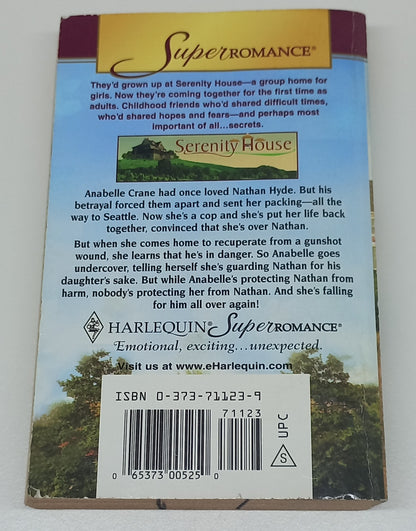 SuperROMANCE®
They'd grown up at Serenity House—a group home for
girls. Now they're coming together for the first time as
adults. Childhood friends who'd shared difficult times,
who'd shared hopes and fears—and perhaps most
important of all...secrets.
Serenity House
Anabelle Crane had once loved Nathan Hyde. But his
betrayal forced them apart and sent her packing—all the
way to Seattle. Now she's a cop and she's put her life back
together, convinced that she's over Nathan.
But when she comes home to recuperate from a gunshot
wound, she learns that he's in danger. So Anabelle goes
undercover, telling herself she's guarding Nathan for his
daughter's sake. But while Anabelle's protecting Nathan from
harm, nobody's protecting her from Nathan. And she's falling
for him all over again!
HARLEQUIN® SuperROMANCE®
Emotional, exciting...unexpected.
Visit us at www.eHarlequin.com
ISBN 0-373-71123-9
71123
0 65373 00525 0
S UPC